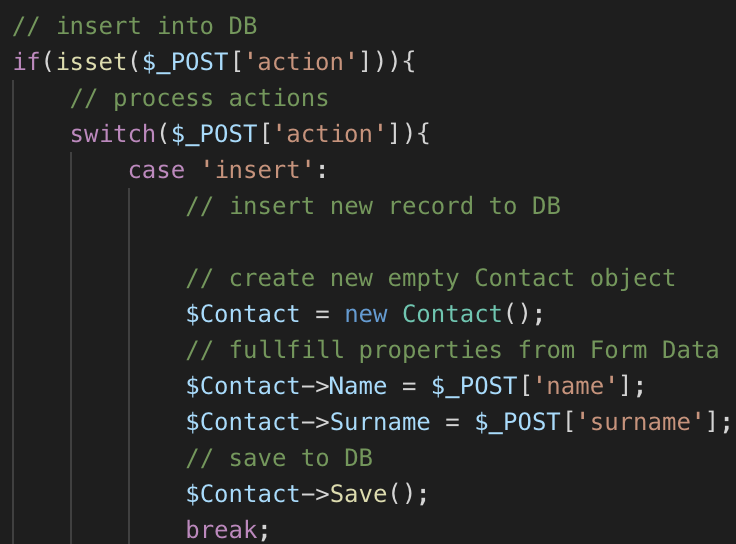 // insert into DB
if(isset($_POST['action'])){
// process actions
switch($_POST['action']){
case 'insert':
// insert new record to DB
// create new empty Contact object
$Contact = new Contact();
// fullfill properties from Form Data
$Contact->Name = $_POST['name'];
$Contact->Surname = $_POST['surname'];
// save to DB
$Contact->Save();
break;